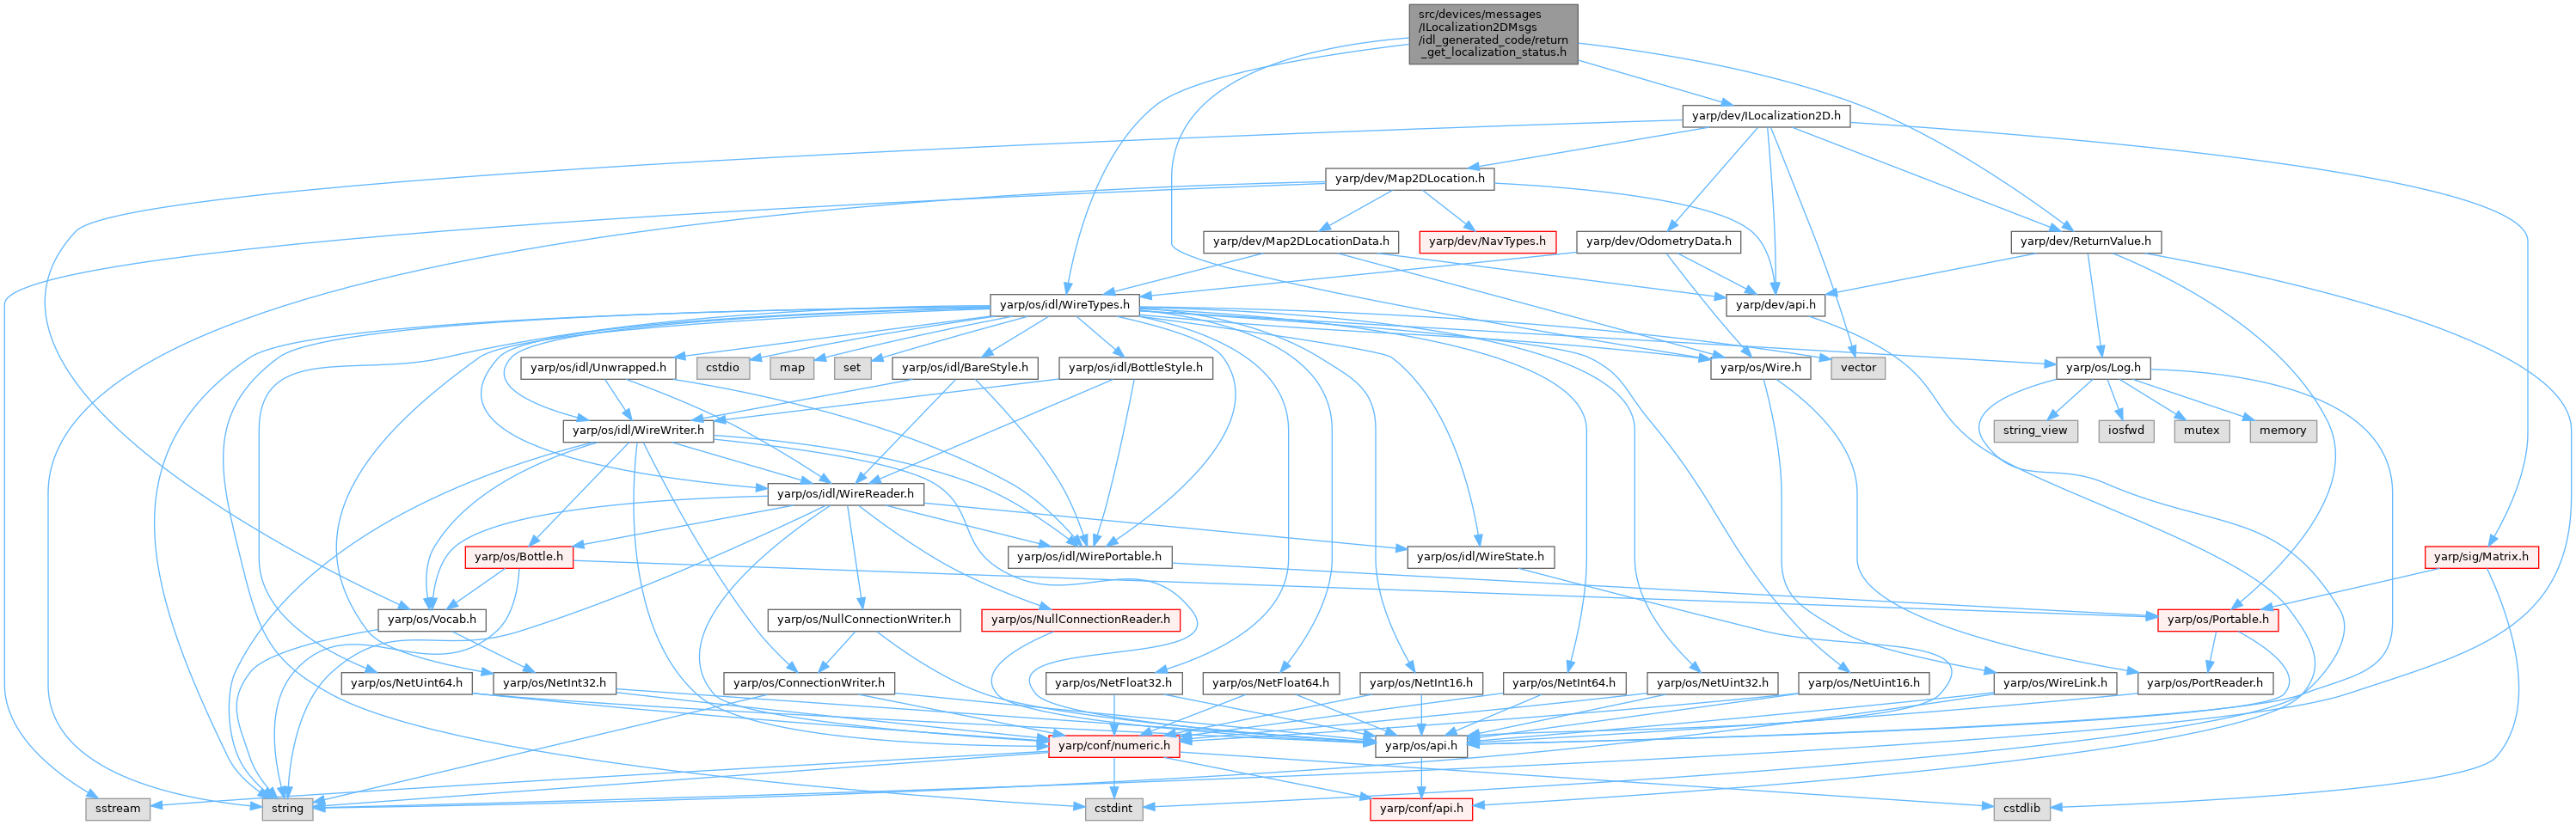 src/devices/messages
/ILocalization2DMsgs
/idl_generated_code/return
_get_localization_status.h
yarp/dev/ILocalization2D.h
yarp/dev/Map2DLocation.h
yarp/dev/Map2DLocationData.h
yarp/dev/NavTypes.h
yarp/dev/OdometryData.h
yarp/dev/ReturnValue.h
yarp/os/idl/WireTypes.h
yarp/dev/api.h
yarp/os/idl/Unwrapped.h
cstdio
map
set
yarp/os/idl/BareStyle.h
yarp/os/idl/BottleStyle.h
yarp/os/Wire.h
vector
yarp/os/Log.h
yarp/os/idl/WireWriter.h
string_view
iosfwd
mutex
memory
yarp/os/idl/WireReader.h
yarp/os/Bottle.h
yarp/os/idl/WirePortable.h
yarp/os/idl/WireState.h
yarp/sig/Matrix.h
yarp/os/Vocab.h
yarp/os/NullConnectionWriter.h
yarp/os/NullConnectionReader.h
yarp/os/Portable.h
yarp/os/NetUint64.h
yarp/os/NetInt32.h
yarp/os/ConnectionWriter.h
yarp/os/NetFloat32.h
yarp/os/NetFloat64.h
yarp/os/NetInt16.h
yarp/os/NetInt64.h
yarp/os/NetUint32.h
yarp/os/NetUint16.h
yarp/os/WireLink.h
yarp/os/PortReader.h
yarp/conf/numeric.h
yarp/os/api.h
sstream
string
cstdint
yarp/conf/api.h
cstdlib